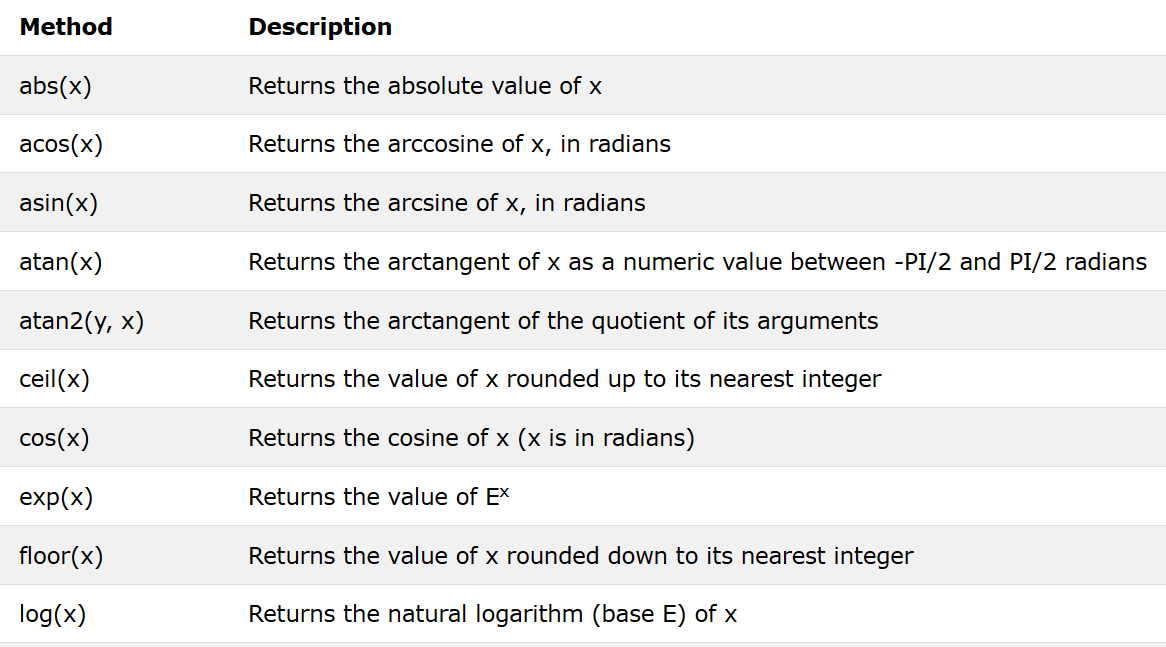 Method Description
abs(x) Returns the absolute value of x
acos(x) Returns the arccosine of x, in radians
asin(x) Returns the arcsine of x, in radians
atan(x) Returns the arctangent of x as a numeric value between -PI/2 and PI/2 radians
atan2(y, x) Returns the arctangent of the quotient of its arguments
ceil(x) Returns the value of x rounded up to its nearest integer
cos(x) Returns the cosine of x (x is in radians)
exp(x) Returns the value of Eˣ
floor(x) Returns the value of x rounded down to its nearest integer
log(x) Returns the natural logarithm (base E) of x